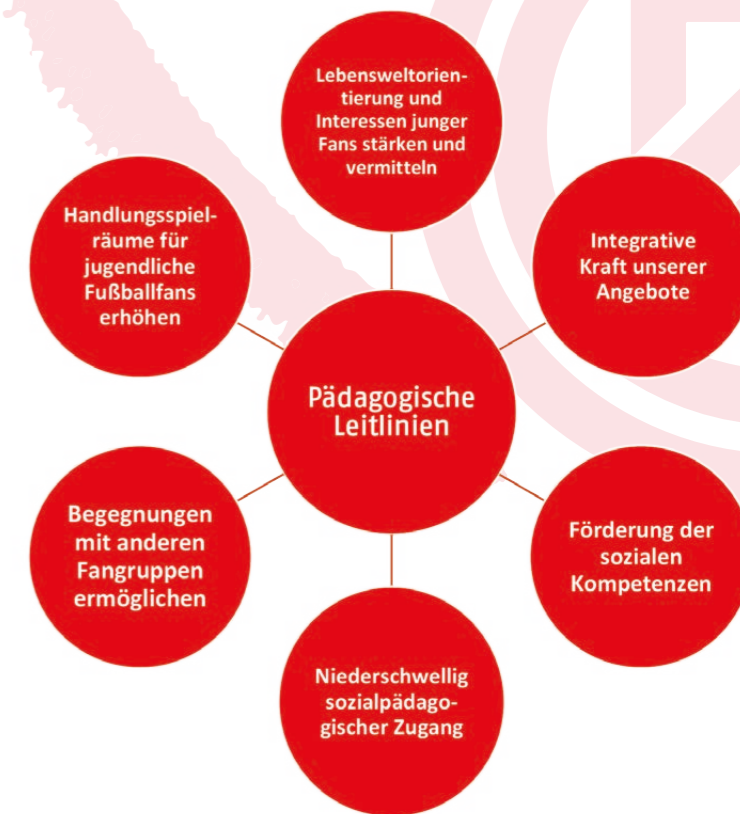 Lebensweltorien-
tierung und
Interessen junger
Fans stärken und
vermitteln
Handlungsspiel-
räume für
jugendliche
Fußballfans
erhöhen
Integrative
Kraft unserer
Angebote
Pädagogische
Leitlinien
Begegnungen
mit anderen
Fangruppen
ermöglichen
Förderung der
sozialen
Kompetenzen
Niederschwellig
sozialpädago-
gischer Zugang